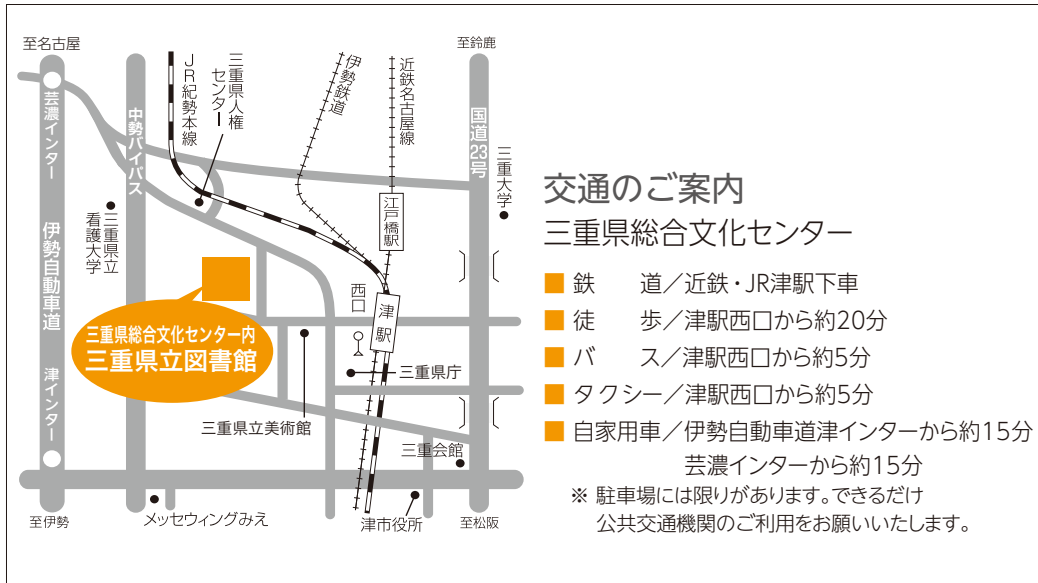 至名古屋
至鈴鹿
芸濃インター
中勢バイパス
JR紀勢本線
三重県人権
センター
伊勢鉄道
近鉄名古屋線
国道23号
三重大学
三重県立
看護大学
江戸橋駅
伊勢自動車道
西口
津駅
三重県総合文化センター内
三重県立図書館
三重県庁
津インター
三重県立美術館
三重会館
至伊勢
メッセウィングみえ
津市役所
至松阪
交通のご案内
三重県総合文化センター
■ 鉄　　道／近鉄・JR津駅下車
■ 徒　　歩／津駅西口から約20分
■ バ　　ス／津駅西口から約5分
■ タクシー／津駅西口から約5分
■ 自家用車／伊勢自動車道津インターから約15分
芸濃インターから約15分
※ 駐車場には限りがあります。できるだけ
公共交通機関のご利用をお願いいたします。